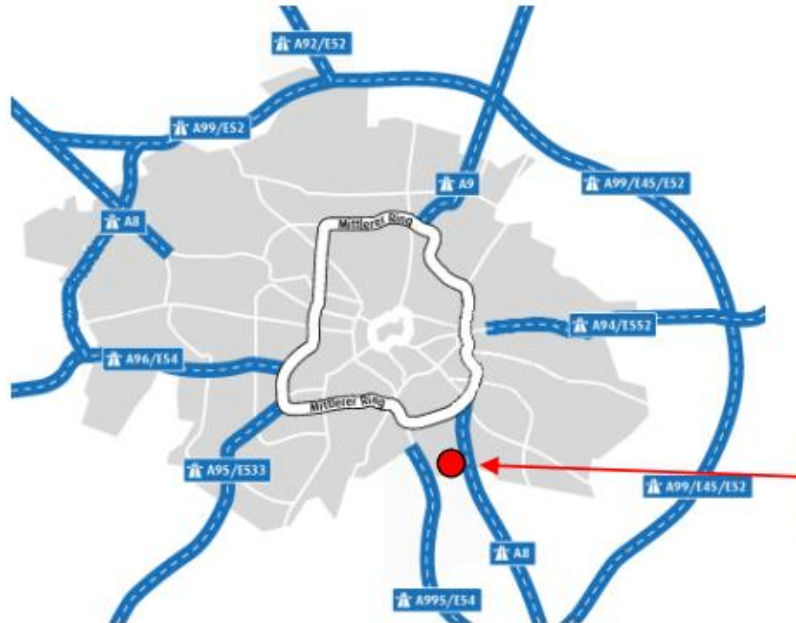 A92/E52
A99/E52
A9
A99/E45/E52
A8
Mittlerer Ring
A94/E552
A96/E54
Mittlerer Ring
A95/E533
A99/E45/E52
A8
A995/E54